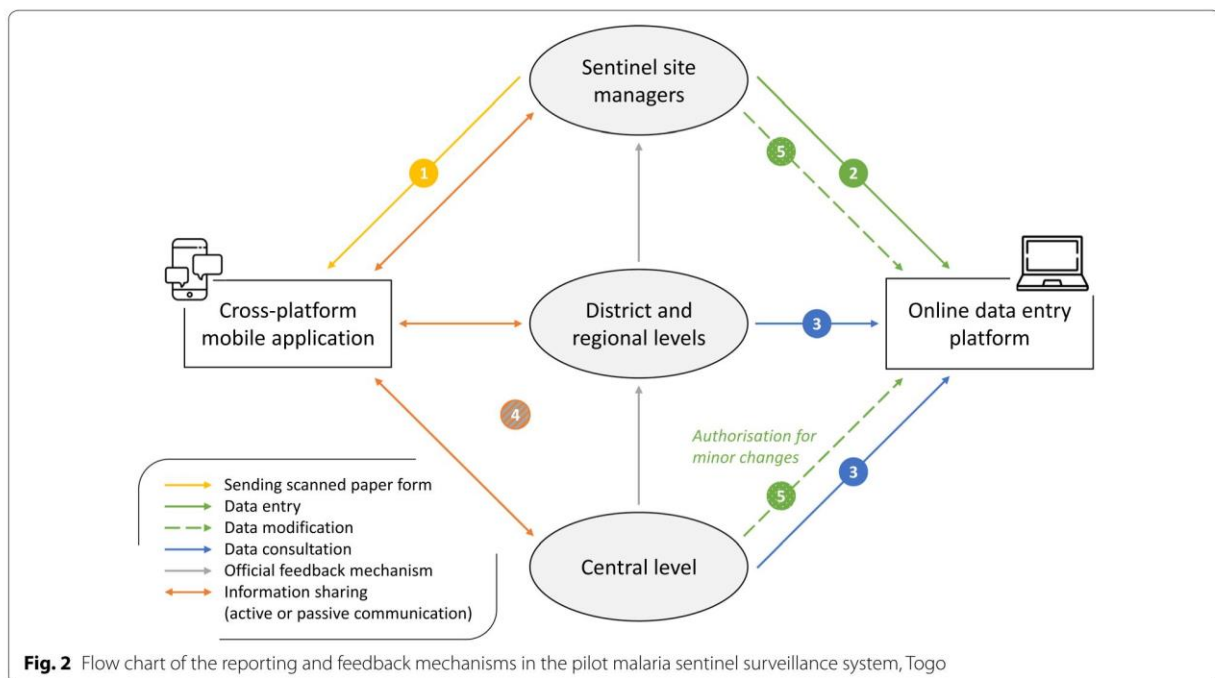 Sentinel site
managers
1
5
2
Cross-platform
mobile application
District and
regional levels
3
Online data entry
platform
4
Authorisation for
minor changes
3
5
Central level
Sending scanned paper form
Data entry
Data modification
Data consultation
Official feedback mechanism
Information sharing
(active or passive communication)
Fig. 2 Flow chart of the reporting and feedback mechanisms in the pilot malaria sentinel surveillance system, Togo